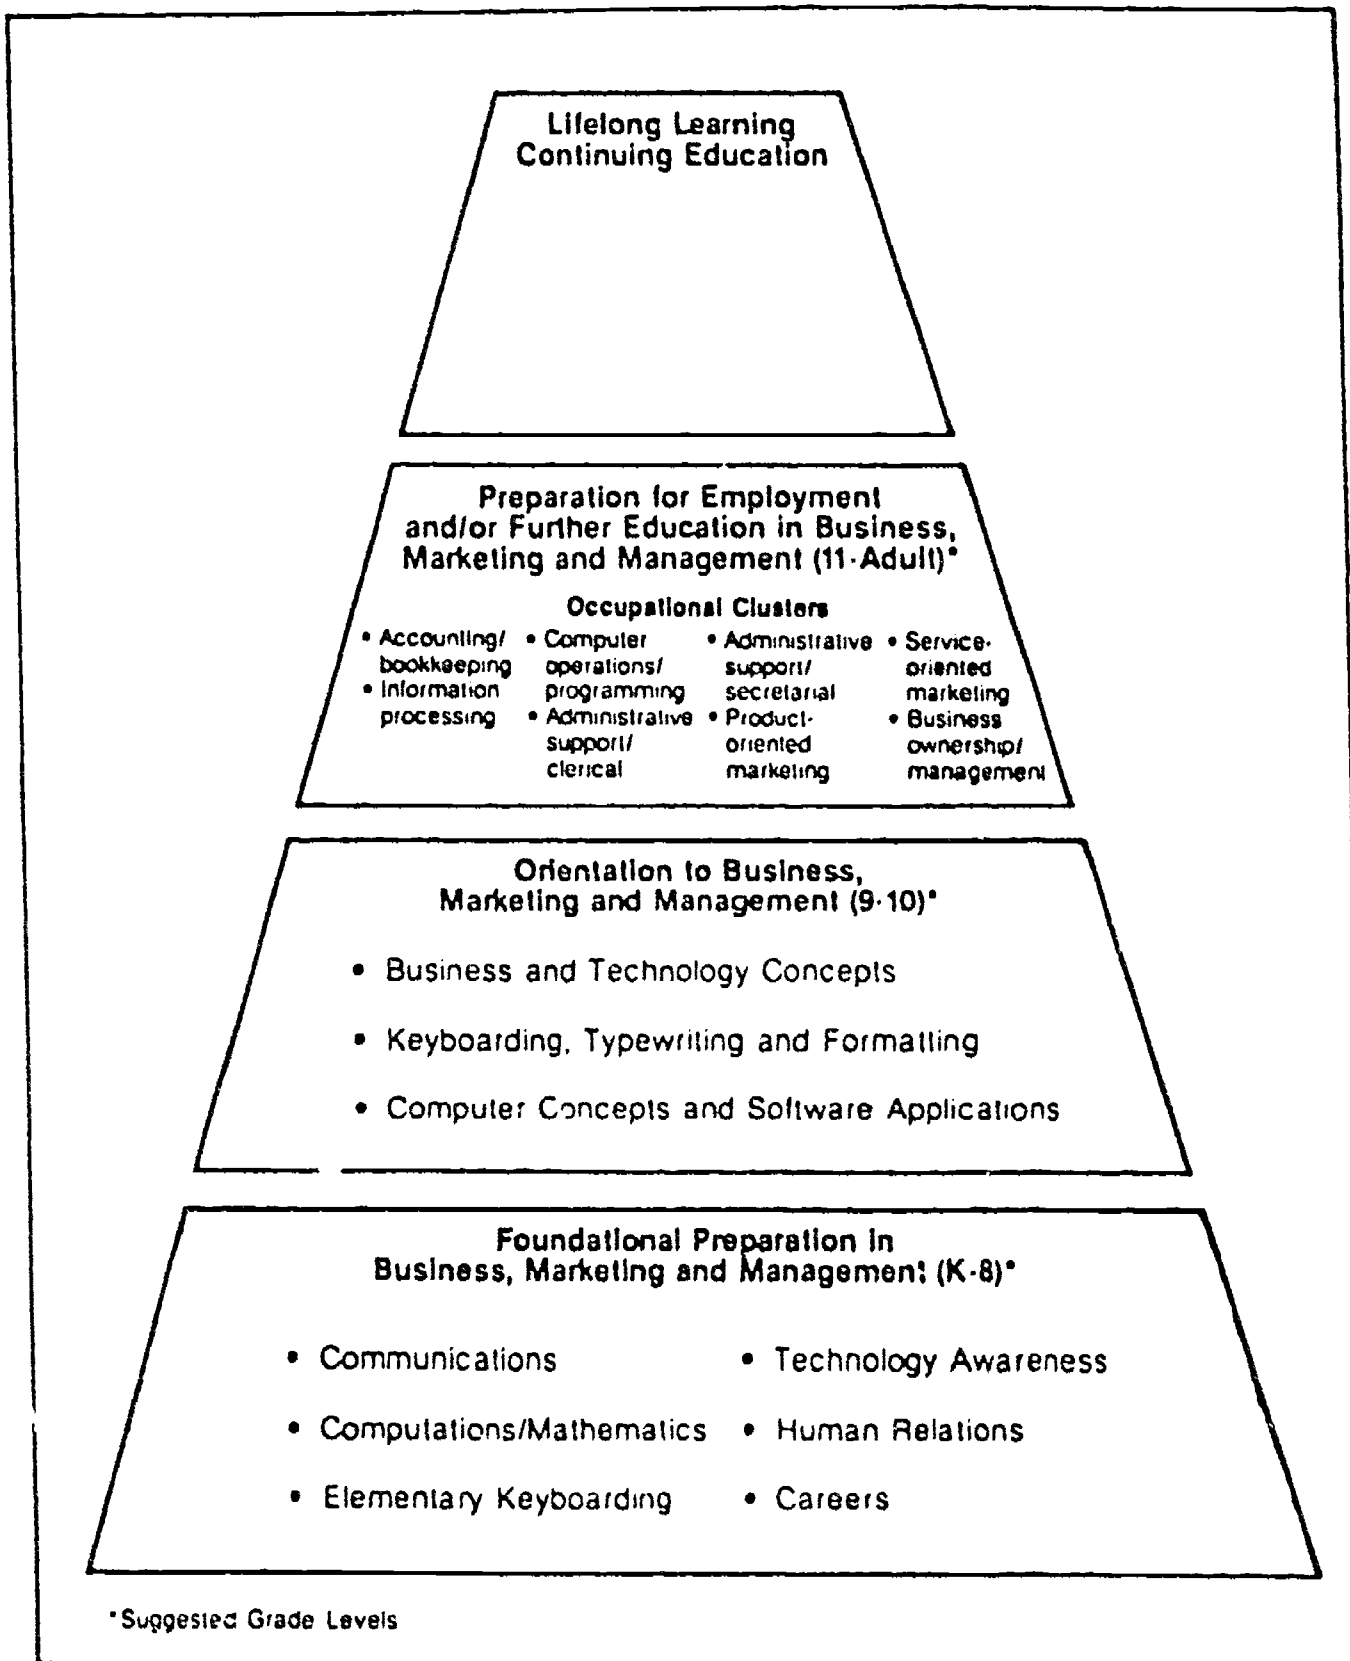 Lifelong Learning
Continuing Education
Preparation for Employment
and/or Further Education in Business,
Marketing and Management (11-Adult)*
Occupational Clusters
• Accounting/
bookkeeping
• Information
processing
• Computer
operations/
programming
• Administrative
support/
clerical
• Administrative
support/
secretarial
• Product-
oriented
marketing
• Service-
oriented
marketing
• Business
ownership/
management
Orientation to Business,
Marketing and Management (9-10)*
• Business and Technology Concepts
• Keyboarding, Typewriting and Formatting
• Computer Concepts and Software Applications
Foundational Preparation in
Business, Marketing and Management (K-8)*
• Communications
• Computations/Mathematics
• Elementary Keyboarding
• Technology Awareness
• Human Relations
• Careers
*Suggested Grade Levels